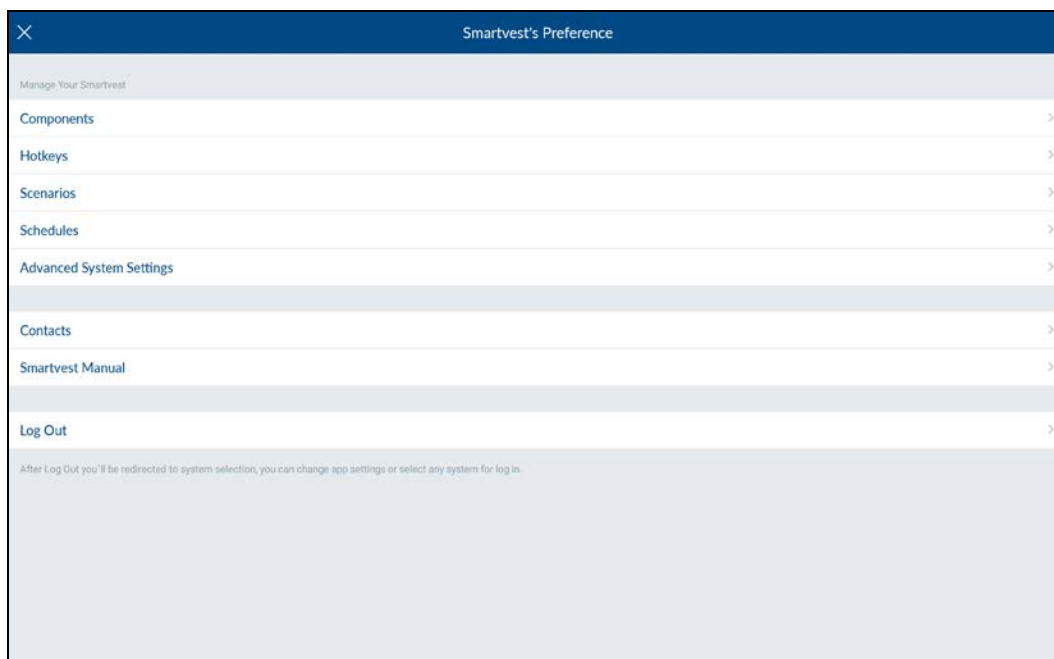 Smartvest's Preference
Manage Your Smartvest
Components
Hotkeys
Scenarios
Schedules
Advanced System Settings
Contacts
Smartvest Manual
Log Out
After Log Out you'll be redirected to system selection, you can change app settings or select any system for log in.